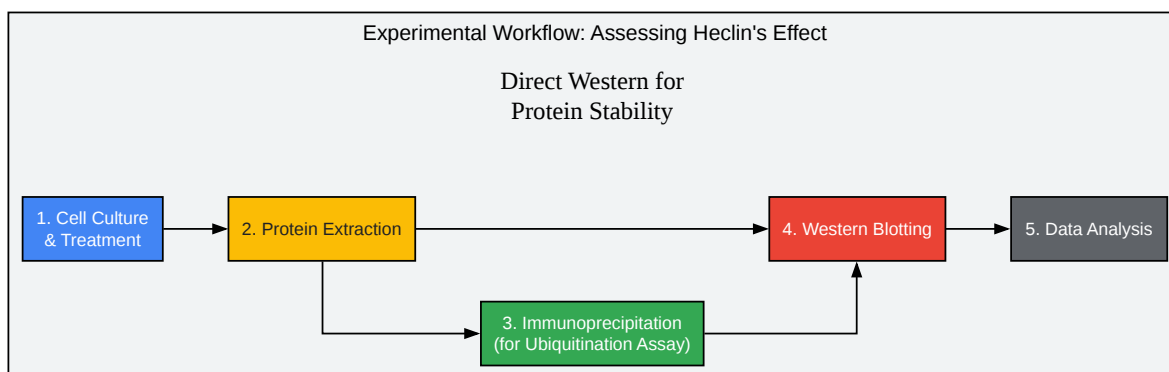 Experimental Workflow: Assessing Heclin's Effect
Direct Western for
Protein Stability
1. Cell Culture
& Treatment
2. Protein Extraction
4. Western Blotting
5. Data Analysis
3. Immunoprecipitation
(for Ubiquitination Assay)